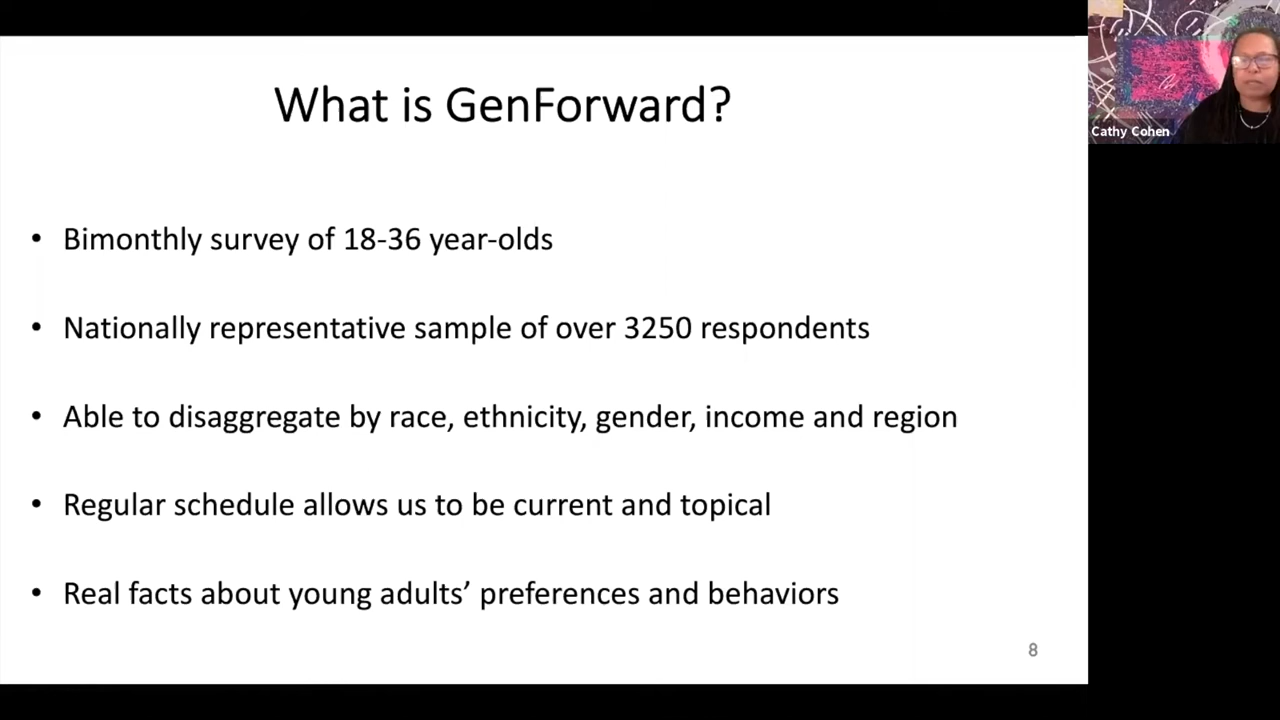 What is GenForward?
• Bimonthly survey of 18-36 year-olds
• Nationally representative sample of over 3250 respondents
• Able to disaggregate by race, ethnicity, gender, income and region
• Regular schedule allows us to be current and topical
• Real facts about young adults’ preferences and behaviors
8
Cathy Cohen